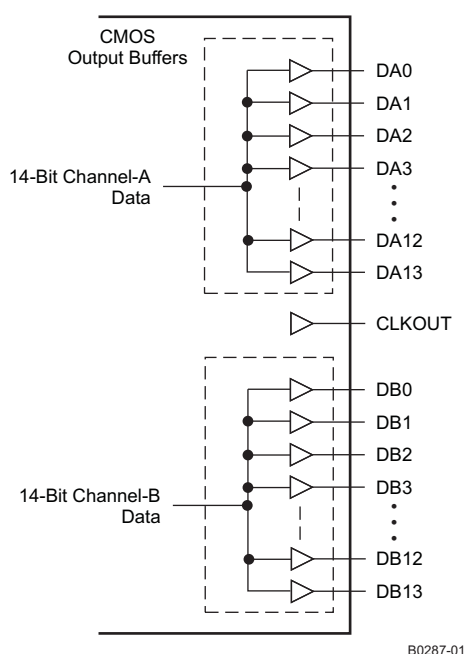 CMOS
Output Buffers
DA0
DA1
DA2
DA3
14-Bit Channel-A
Data
DA12
DA13
CLKOUT
DB0
DB1
DB2
DB3
14-Bit Channel-B
Data
DB12
DB13
B0287-01